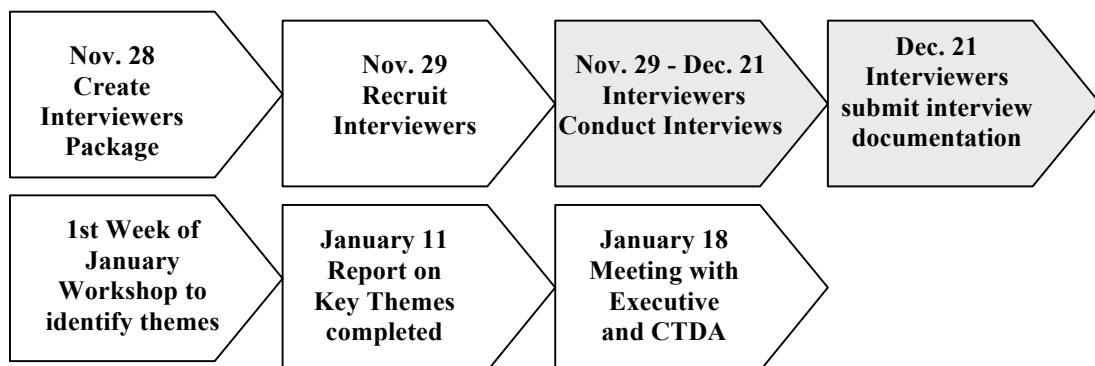 Nov. 28
Create
Interviewers
Package
Nov. 29
Recruit
Interviewers
Nov. 29 - Dec. 21
Interviewers
Conduct Interviews
Dec. 21
Interviewers
submit interview
documentation
1st Week of
January
Workshop to
identify themes
January 11
Report on
Key Themes
completed
January 18
Meeting with
Executive
and CTDA